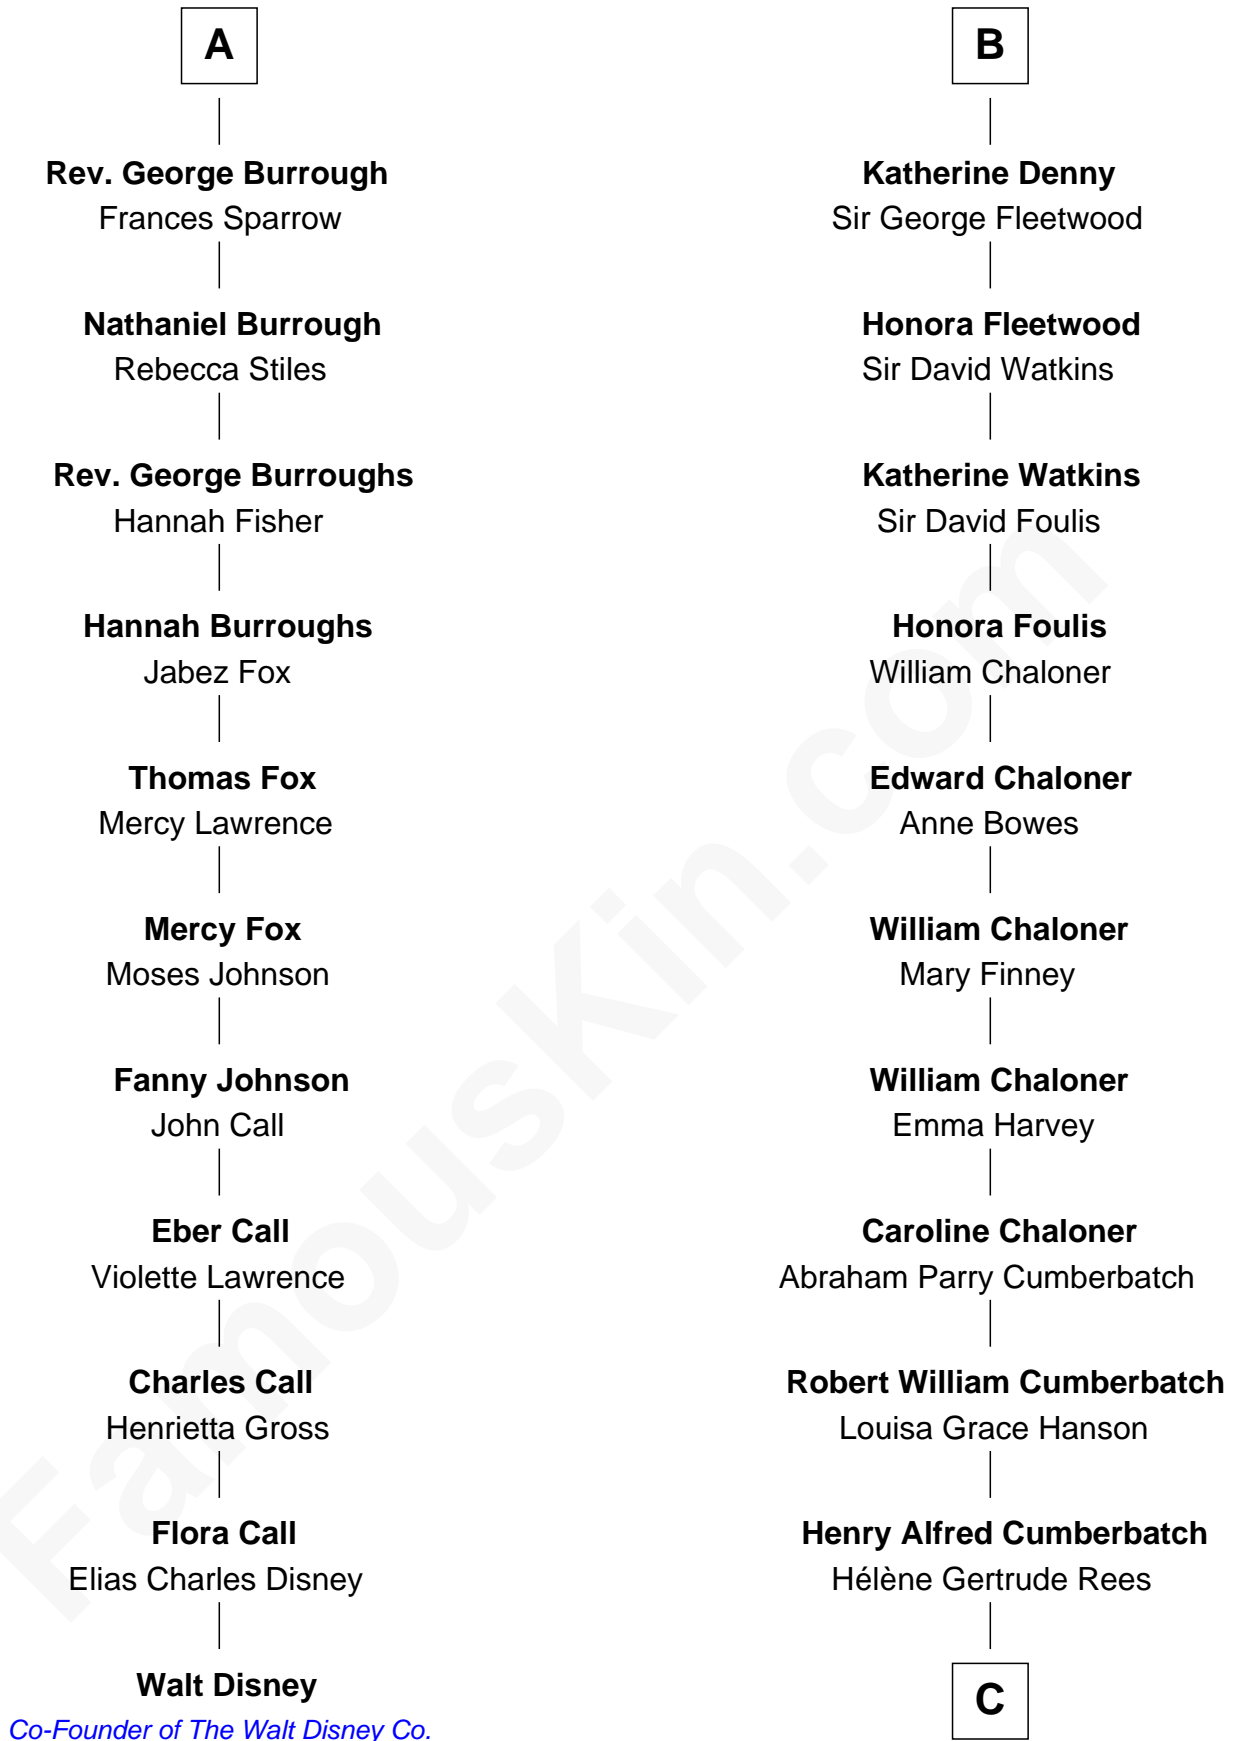 A
Rev. George Burrough
Frances Sparrow
Nathaniel Burrough
Rebecca Stiles
Rev. George Burroughs
Hannah Fisher
Hannah Burroughs
Jabez Fox
Thomas Fox
Mercy Lawrence
Mercy Fox
Moses Johnson
Fanny Johnson
John Call
Eber Call
Violette Lawrence
Charles Call
Henrietta Gross
Flora Call
Elias Charles Disney
Walt Disney
Co-Founder of The Walt Disney Co.
B
Katherine Denny
Sir George Fleetwood
Honora Fleetwood
Sir David Watkins
Katherine Watkins
Sir David Foulis
Honora Foulis
William Chaloner
Edward Chaloner
Anne Bowes
William Chaloner
Mary Finney
William Chaloner
Emma Harvey
Caroline Chaloner
Abraham Parry Cumberbatch
Robert William Cumberbatch
Louisa Grace Hanson
Henry Alfred Cumberbatch
Hélène Gertrude Rees
C
FamousKin.com